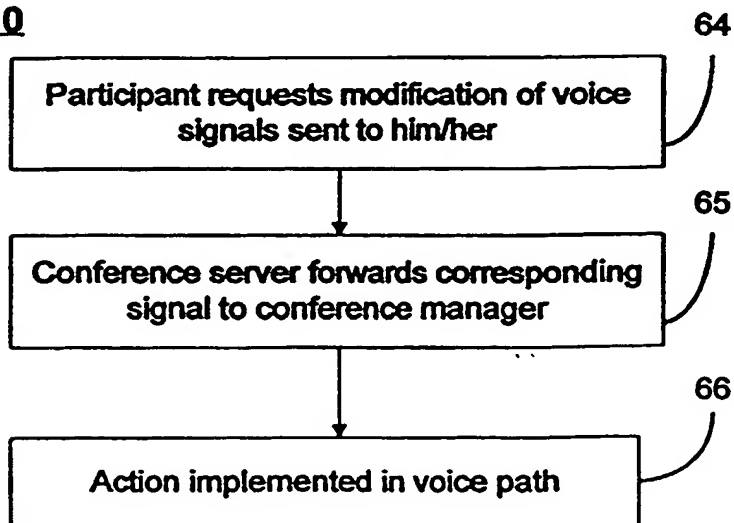 0
64
Participant requests modification of voice
signals sent to him/her
65
Conference server forwards corresponding
signal to conference manager
66
Action implemented in voice path